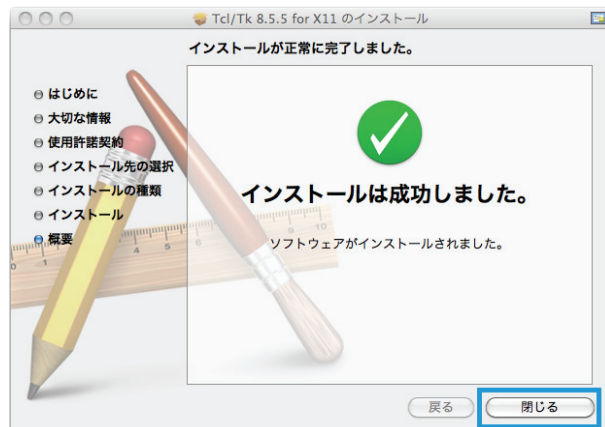 Tcl/Tk 8.5.5 for X11 のインストール
インストールが正常に完了しました。
はじめに
大切な情報
使用許諾契約
インストール先の選択
インストールの種類
インストール
概要
インストールは成功しました。
ソフトウェアがインストールされました。
戻る
閉じる